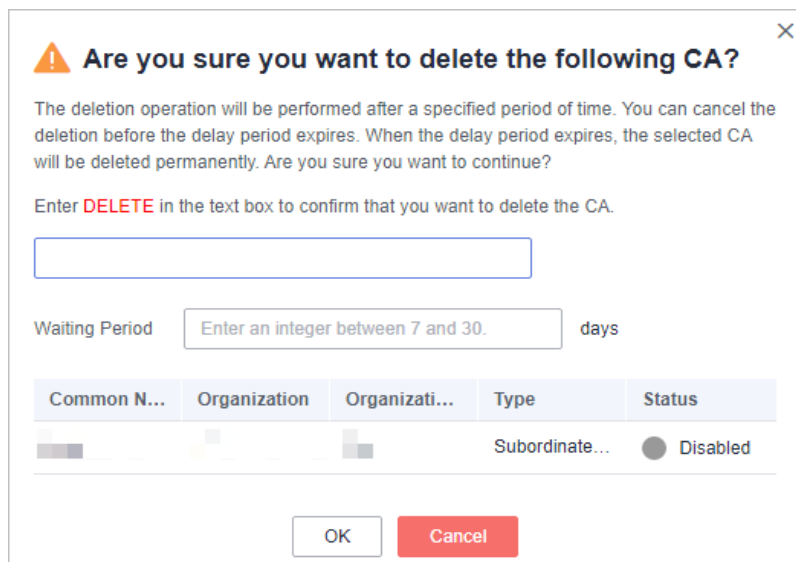 Are you sure you want to delete the following CA?
The deletion operation will be performed after a specified period of time. You can cancel the
deletion before the delay period expires. When the delay period expires, the selected CA
will be deleted permanently. Are you sure you want to continue?
Enter DELETE in the text box to confirm that you want to delete the CA.
Waiting Period Enter an integer between 7 and 30. days
Common N... Organization Organizati... Type Status
Subordinate... Disabled
OK Cancel